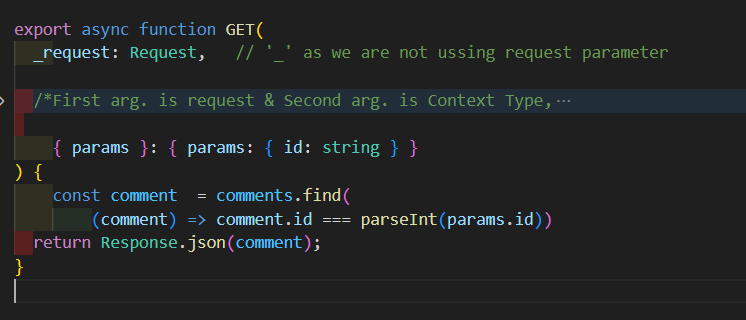 export async function GET(
_request: Request,   // '_' as we are not ussing request parameter
/*First arg. is request & Second arg. is Context Type,⋯
{ params }: { params: { id: string } }
) {
const comment  = comments.find(
(comment) => comment.id === parseInt(params.id))
return Response.json(comment);
}